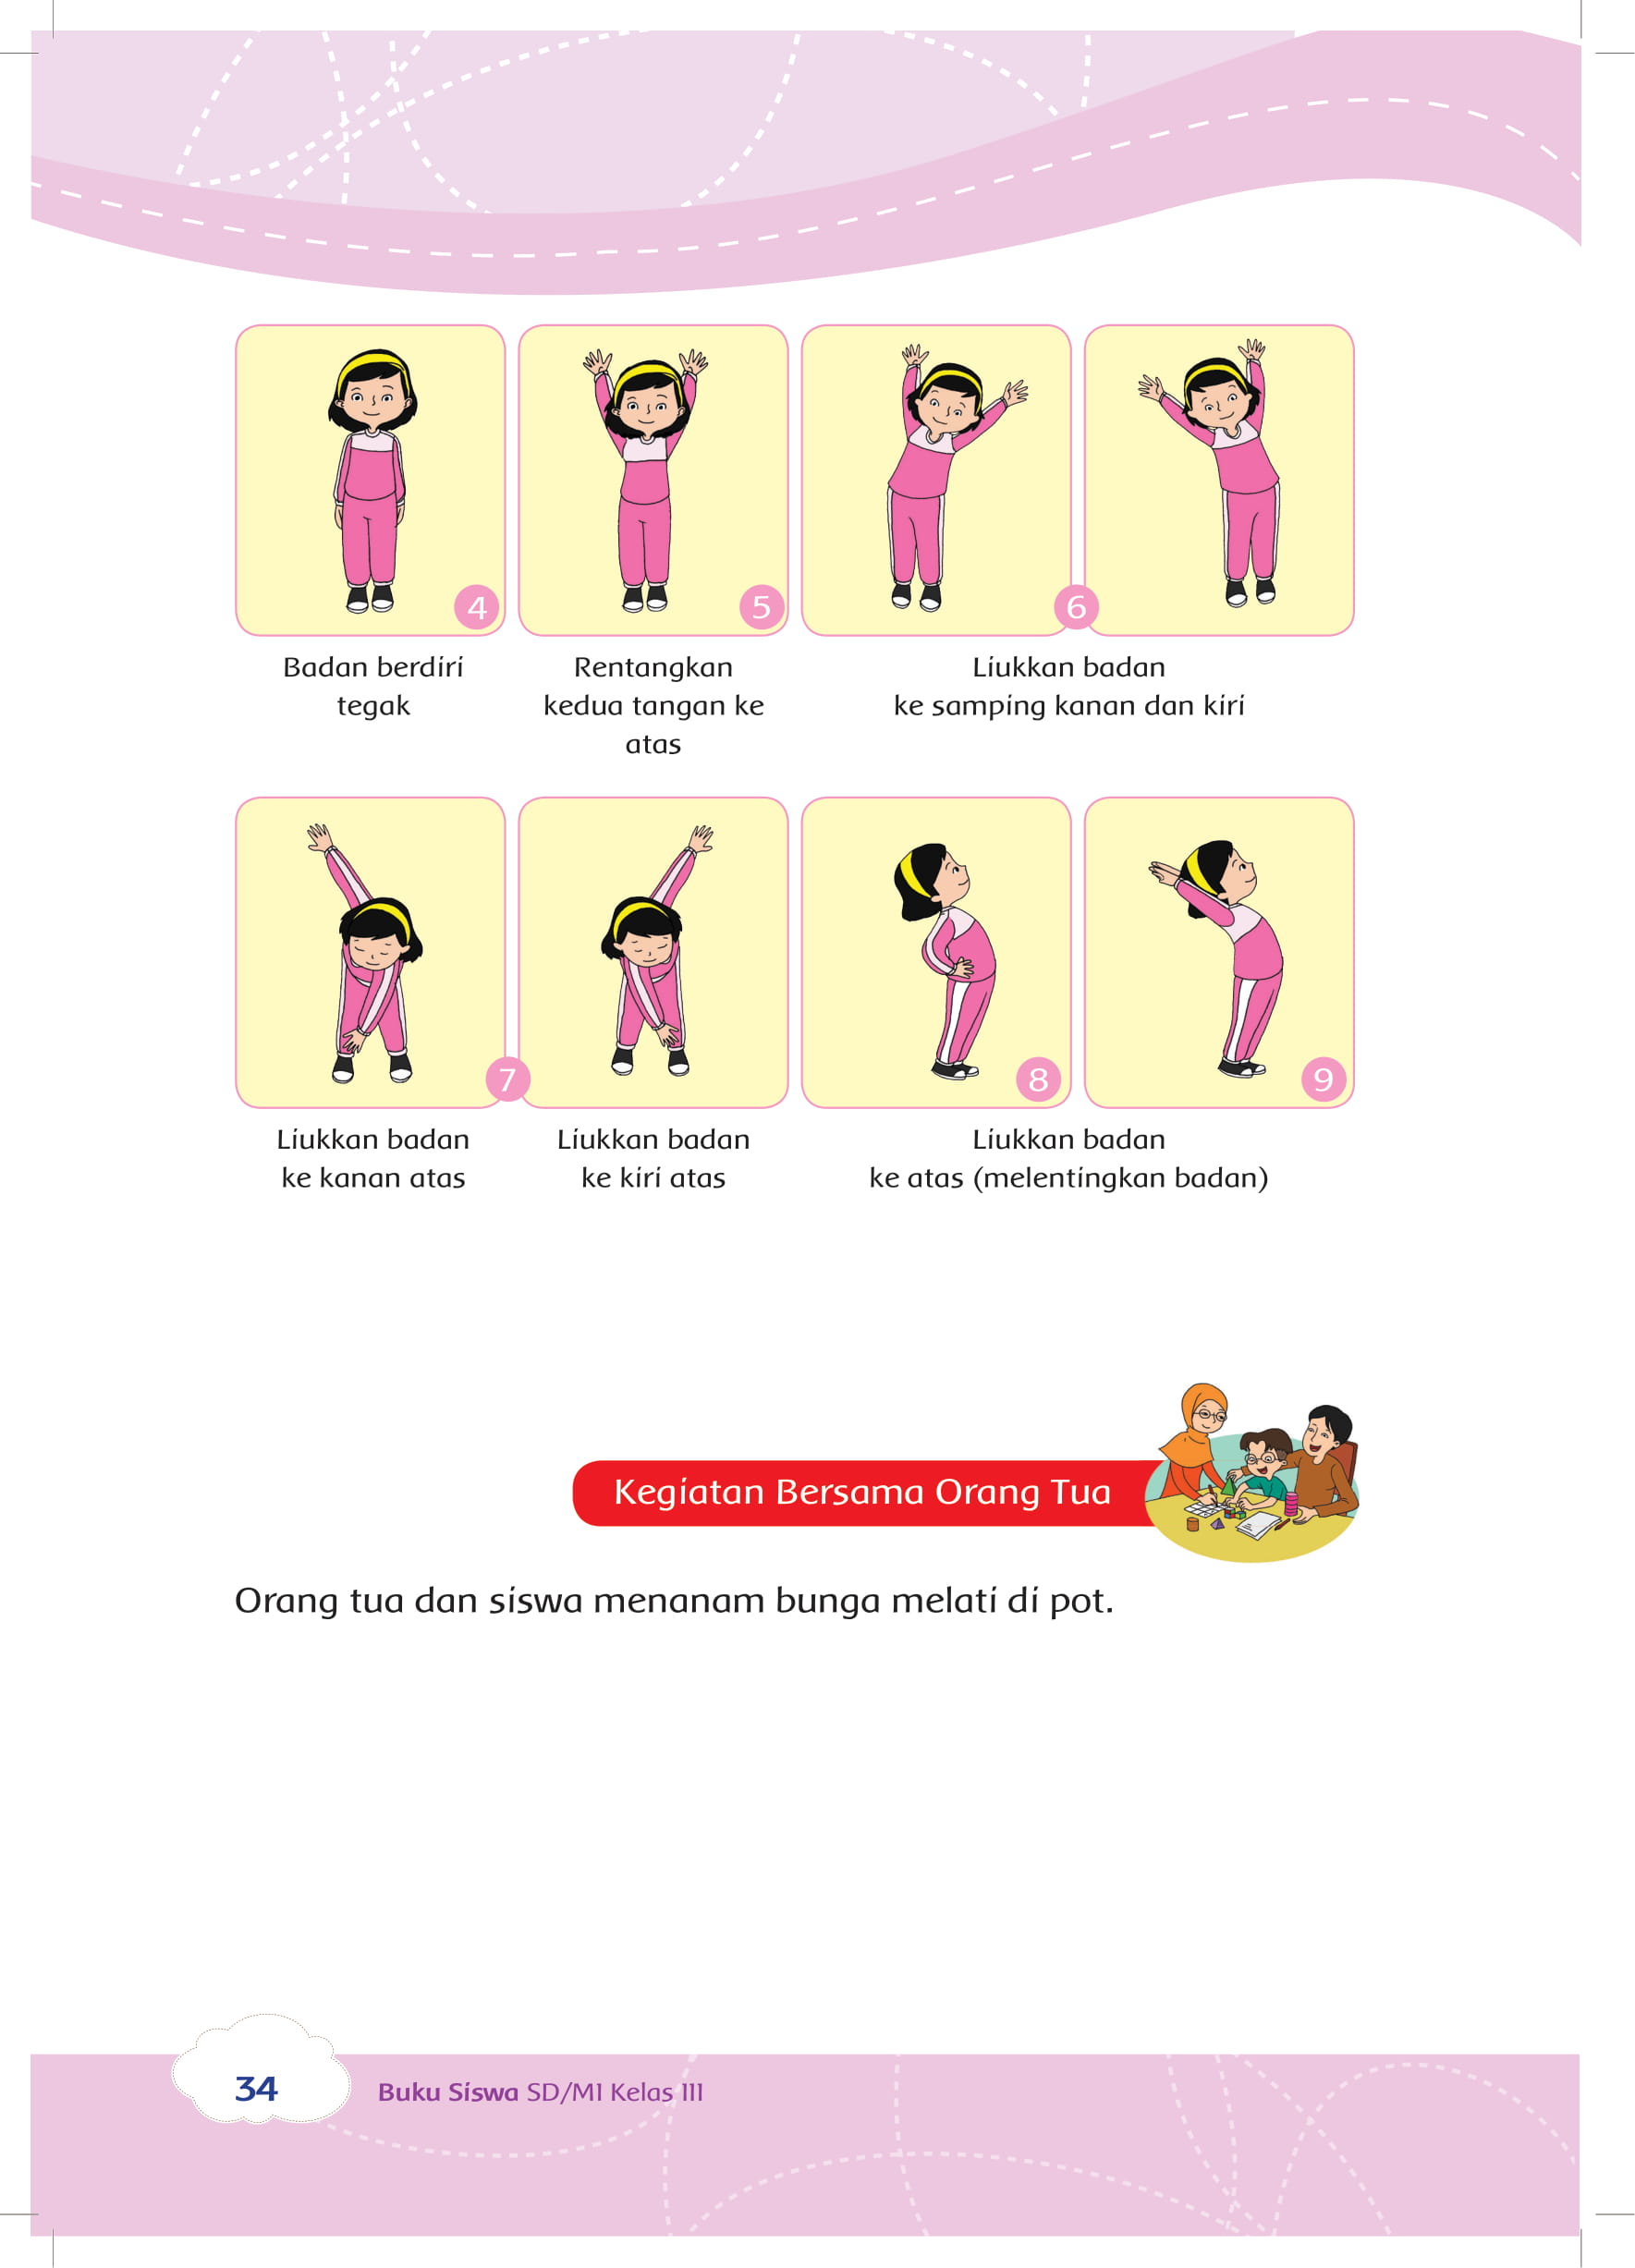 4
5
6
Badan berdiri
tegak
Rentangkan
kedua tangan ke
atas
Liukkan badan
ke samping kanan dan kiri
7
8
9
Liukkan badan
ke kanan atas
Liukkan badan
ke kiri atas
Liukkan badan
ke atas (melentingkan badan)
Kegiatan Bersama Orang Tua
Orang tua dan siswa menanam bunga melati di pot.
34
Buku Siswa SD/MI Kelas III